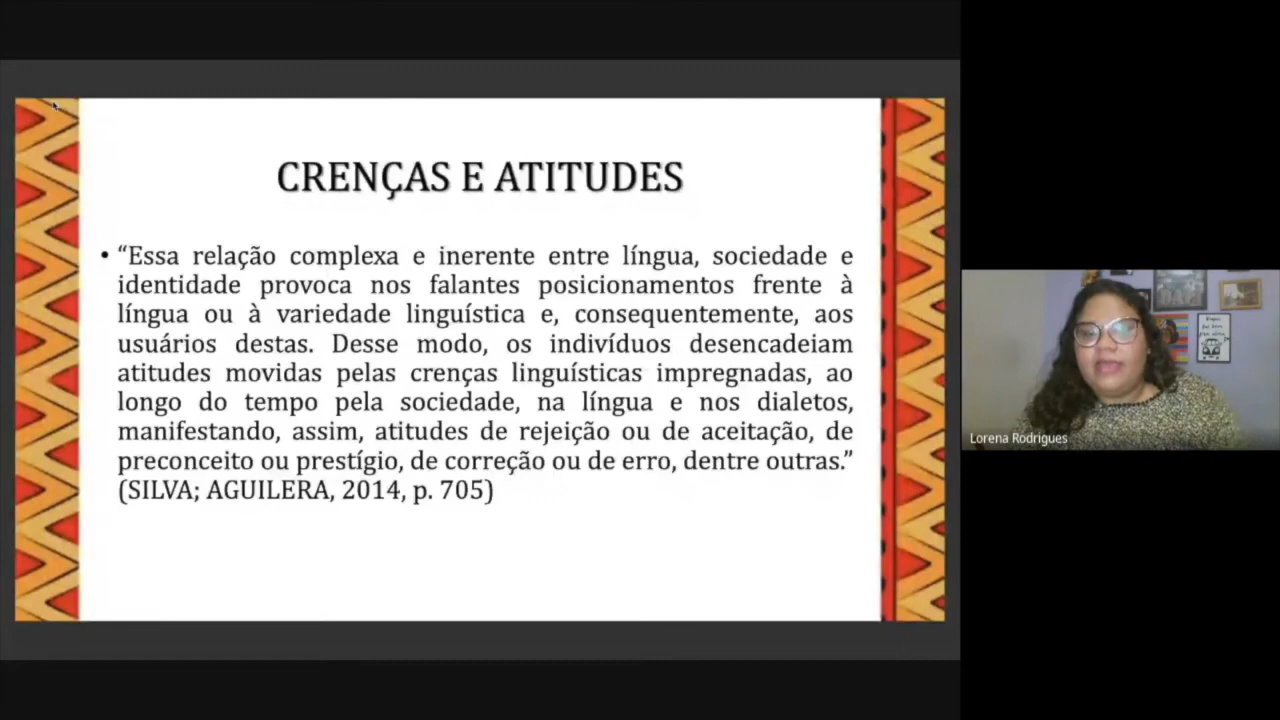 CRENÇAS E ATITUDES
• “Essa relação complexa e inerente entre língua, sociedade e
identidade provoca nos falantes posicionamentos frente à
língua ou à variedade linguística e, consequentemente, aos
usuários destas. Desse modo, os indivíduos desencadeiam
atitudes movidas pelas crenças linguísticas impregnadas, ao
longo do tempo pela sociedade, na língua e nos dialetos,
manifestando, assim, atitudes de rejeição ou de aceitação, de
preconceito ou prestígio, de correção ou de erro, dentre outras.”
(SILVA; AGUILERA, 2014, p. 705)
Lorena Rodrigues